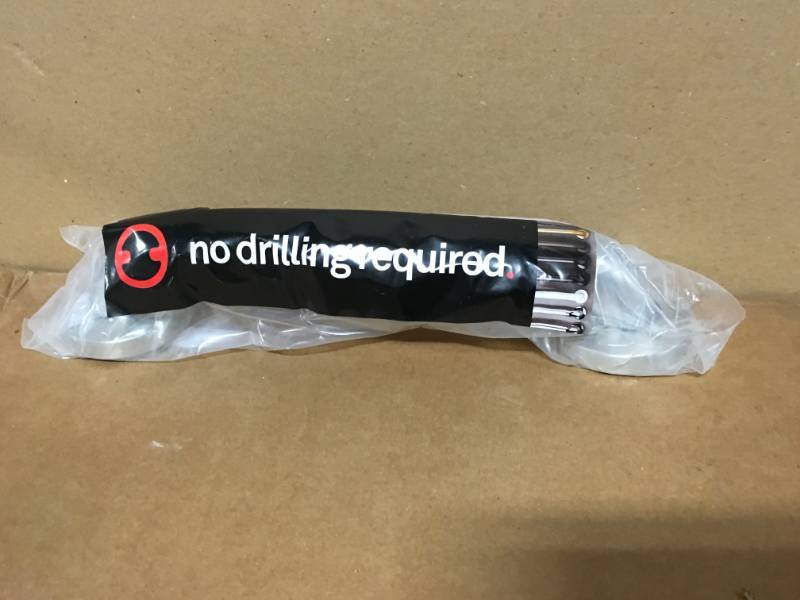 no drilling required.